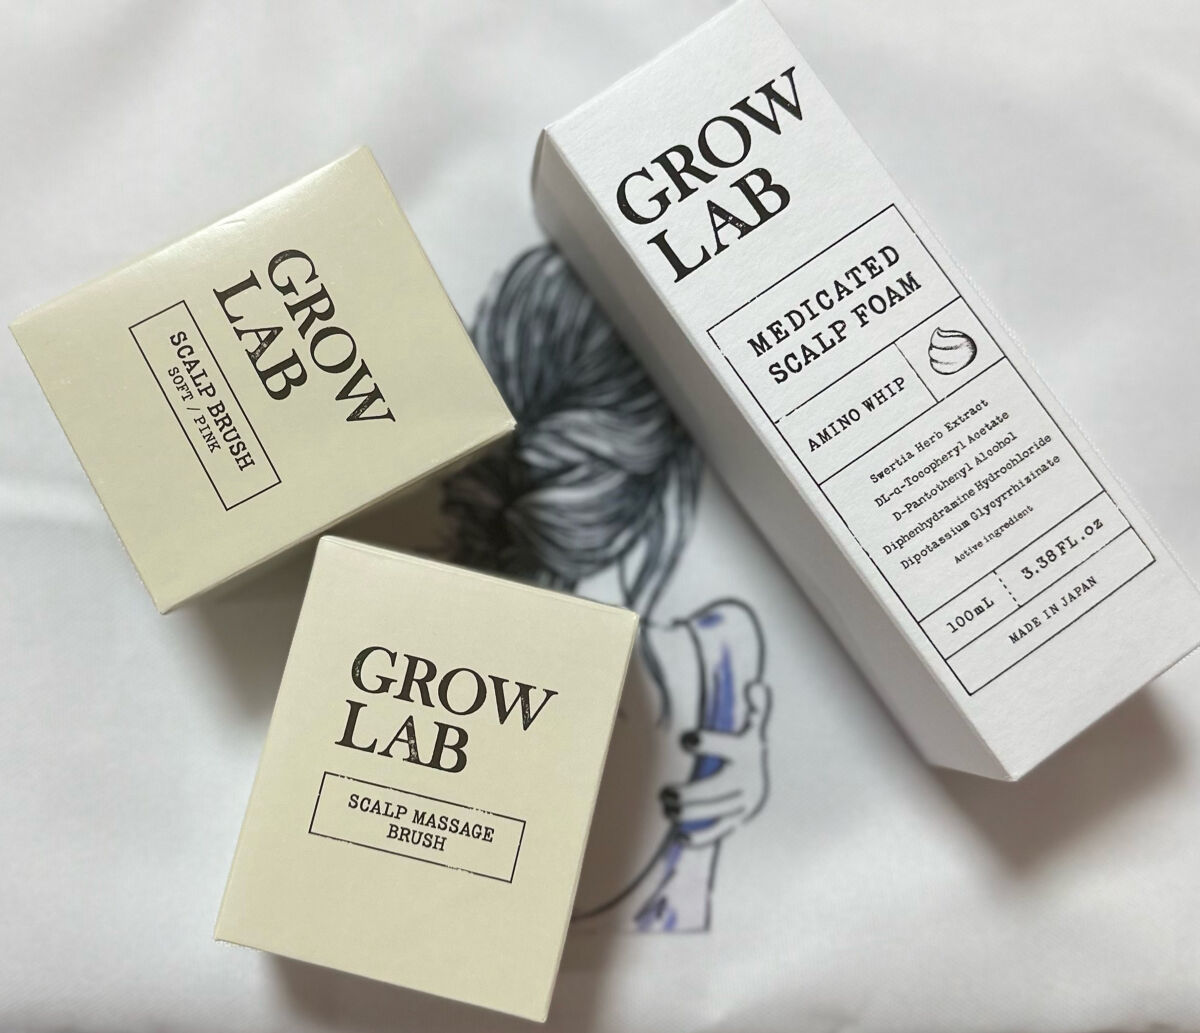 GROW
LAB
SCALP BRUSH
SOFT / PINK
GROW
LAB
SCALP MASSAGE
BRUSH
GROW
LAB
MEDICATED
SCALP FOAM
AMINO WHIP
Swertia Herb Extract
DL-α-Tocopheryl Acetate
D-Pantothenyl Alcohol
Diphenhydramine Hydrochloride
Dipotassium Glycyrrhizinate
Active ingredient
100mL
3.38FL.oz
MADE IN JAPAN